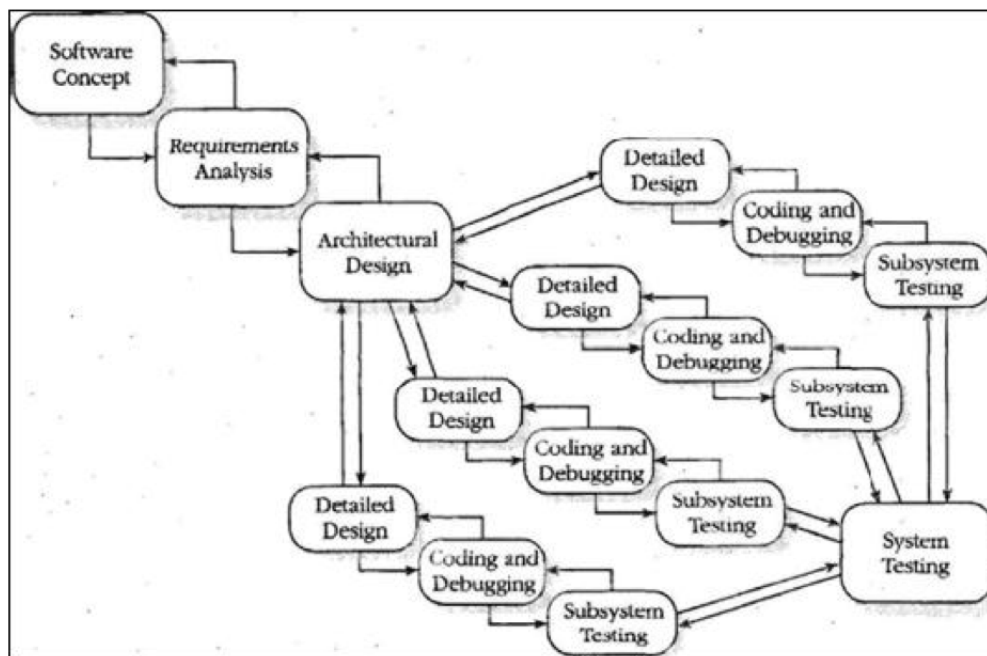 Software
Concept
Requirements
Analysis
Architectural
Design
Detailed
Design
Coding and
Debugging
Subsystem
Testing
Detailed
Design
Coding and
Debugging
Subsystem
Testing
Detailed
Design
Coding and
Debugging
Subsystem
Testing
Detailed
Design
Coding and
Debugging
Subsystem
Testing
System
Testing